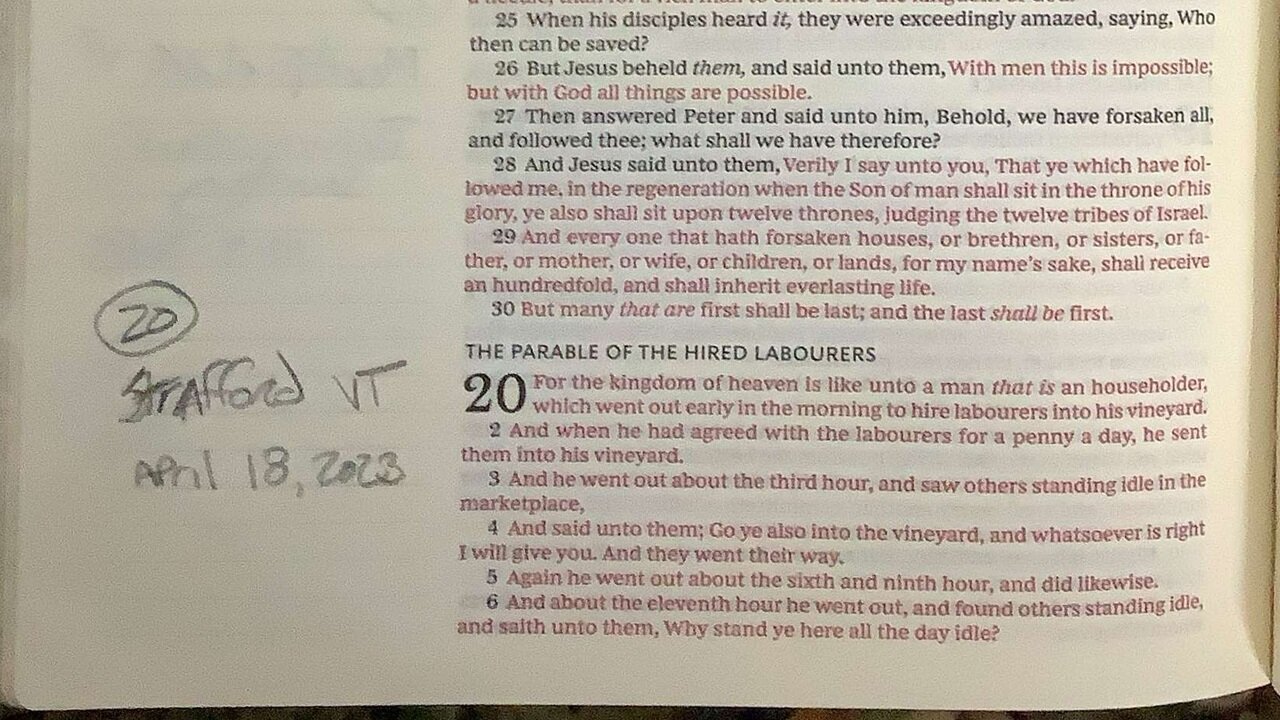 25 When his disciples heard it, they were exceedingly amazed, saying, Who
then can be saved?
26 But Jesus beheld them, and said unto them, With men this is impossible;
but with God all things are possible.
27 Then answered Peter and said unto him, Behold, we have forsaken all,
and followed thee; what shall we have therefore?
28 And Jesus said unto them, Verily I say unto you, That ye which have fol-
lowed me, in the regeneration when the Son of man shall sit in the throne of his
glory, ye also shall sit upon twelve thrones, judging the twelve tribes of Israel.
29 And every one that hath forsaken houses, or brethren, or sisters, or fa-
ther, or mother, or wife, or children, or lands, for my name's sake, shall receive
an hundredfold, and shall inherit everlasting life.
30 But many that are first shall be last; and the last shall be first.
THE PARABLE OF THE HIRED LABOURERS
20 For the kingdom of heaven is like unto a man that is an householder,
which went out early in the morning to hire labourers into his vineyard.
2 And when he had agreed with the labourers for a penny a day, he sent
them into his vineyard.
3 And he went out about the third hour, and saw others standing idle in the
marketplace,
4 And said unto them; Go ye also into the vineyard, and whatsoever is right
I will give you. And they went their way.
5 Again he went out about the sixth and ninth hour, and did likewise.
6 And about the eleventh hour he went out, and found others standing idle,
and saith unto them, Why stand ye here all the day idle?
20
Strafford VT
April 18, 2023